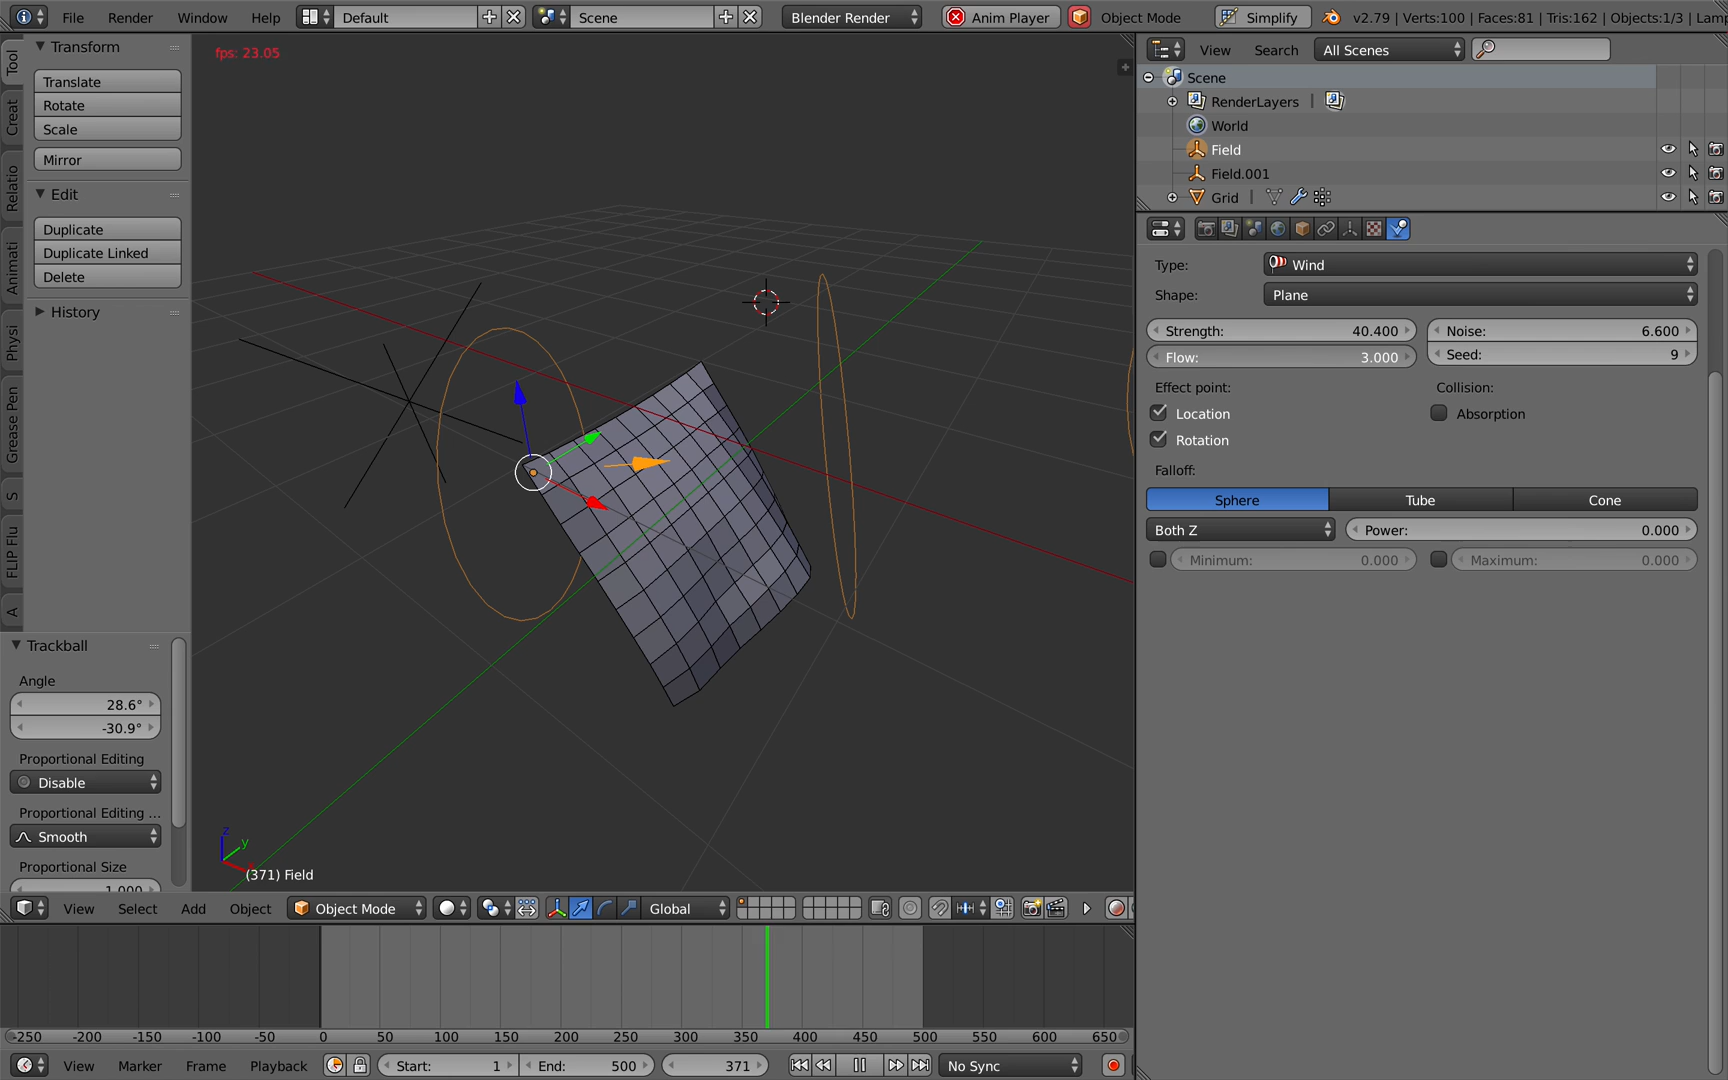 File Render Window Help Default Scene Blender Render Anim Player Object Mode Simplify v2.79 | Verts:100 | Faces:81 | Tris:162 | Objects:1/3 | Lamp
Tool
Creat
Relatio
Animati
Physi
Grease Pen
S
FLIP Flu
A
Transform
Translate
Rotate
Scale
Mirror
Edit
Duplicate
Duplicate Linked
Delete
History
Trackball
Angle
28.6°
-30.9°
Proportional Editing
Disable
Proportional Editing ...
Smooth
Proportional Size
1.000
fps: 23.05
z
y
(371) Field
View Select Add Object Object Mode Global
-250 -200 -150 -100 -50 0 50 100 150 200 250 300 350 400 450 500 550 600 650
View Marker Frame Playback Start: 1 End: 500 371 No Sync
View Search All Scenes
Scene
RenderLayers |
World
Field
Field.001
Grid |
Type: Wind
Shape: Plane
Strength: 40.400 Noise: 6.600
Flow: 3.000 Seed: 9
Effect point: Collision:
Location Absorption
Rotation
Falloff:
Sphere Tube Cone
Both Z Power: 0.000
Minimum: 0.000 Maximum: 0.000